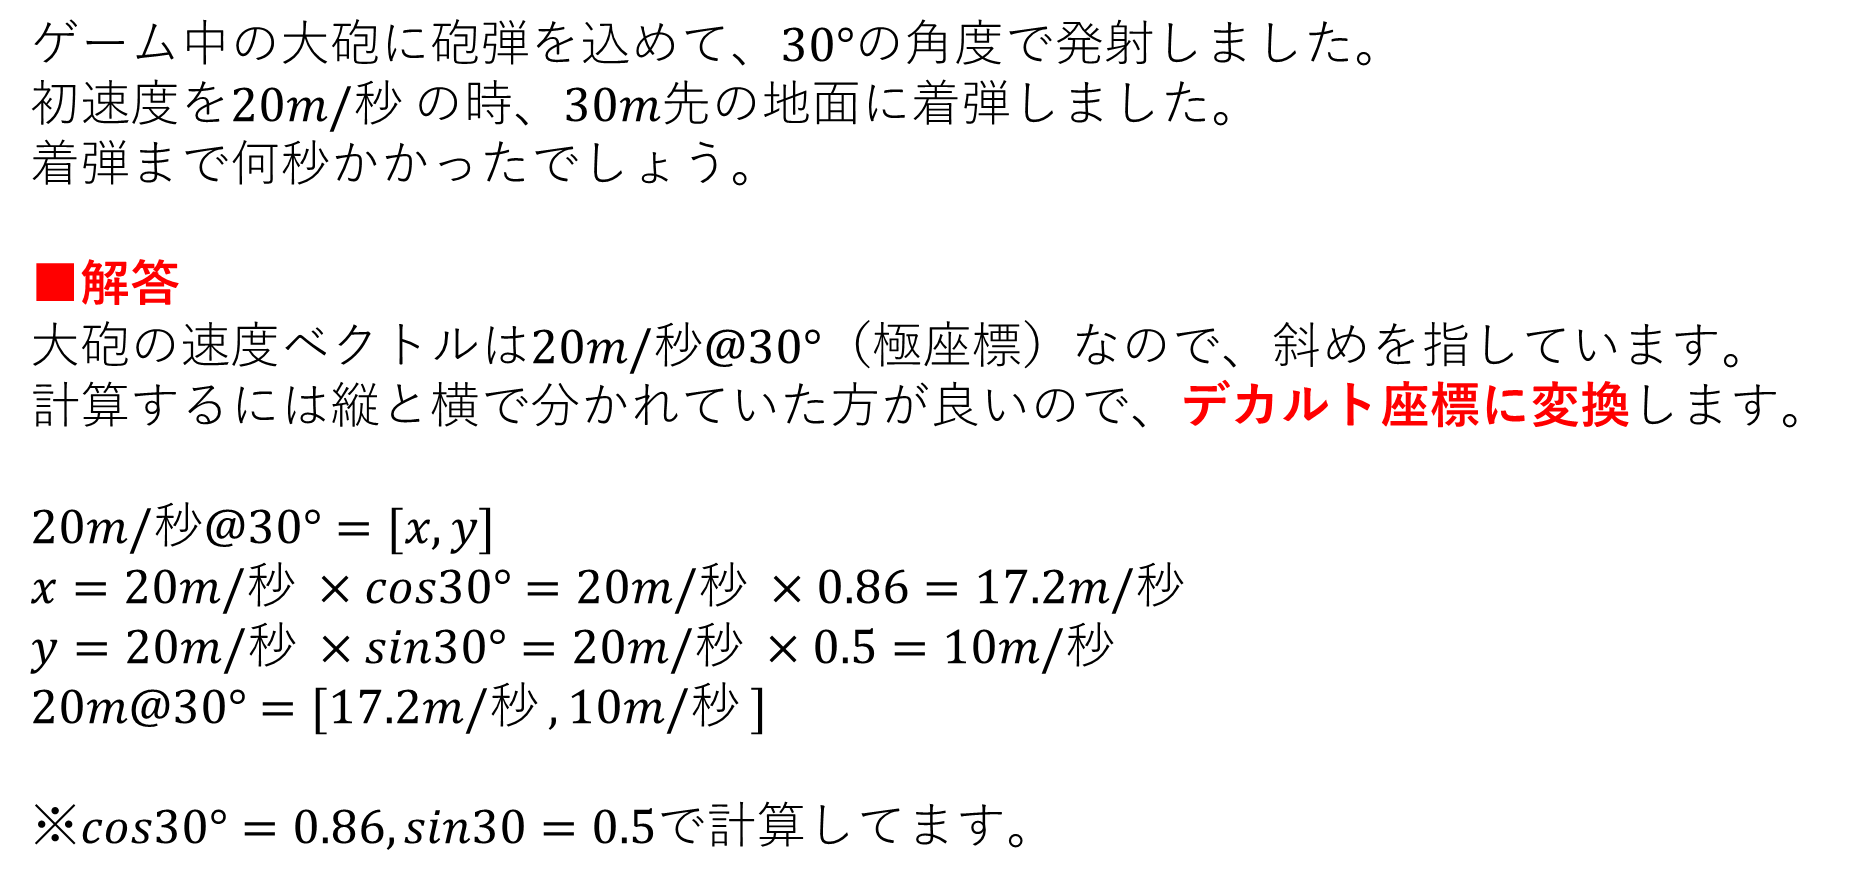 ゲーム中の大砲に砲弾を込めて、30°の角度で発射しました。
初速度を20m/秒 の時、30m先の地面に着弾しました。
着弾まで何秒かかったでしょう。
■解答
大砲の速度ベクトルは20m/秒@30°（極座標）なので、斜めを指しています。
計算するには縦と横で分かれていた方が良いので、デカルト座標に変換します。
20m/秒@30° = [x, y]
x = 20m/秒 × cos30° = 20m/秒 × 0.86 = 17.2m/秒
y = 20m/秒 × sin30° = 20m/秒 × 0.5 = 10m/秒
20m@30° = [17.2m/秒 , 10m/秒 ]
※cos30° = 0.86, sin30 = 0.5で計算してます。